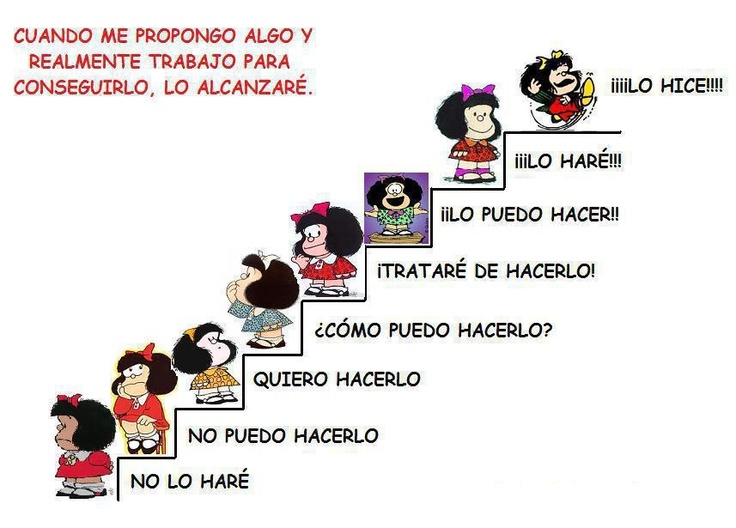 CUANDO ME PROPONGO ALGO Y
REALMENTE TRABAJO PARA
CONSEGUIRLO, LO ALCANZARÉ.
¡¡¡¡LO HICE!!!!
¡¡¡LO HARÉ!!!
¡¡LO PUEDO HACER!!
¡TRATARÉ DE HACERLO!
¿CÓMO PUEDO HACERLO?
QUIERO HACERLO
NO PUEDO HACERLO
NO LO HARÉ